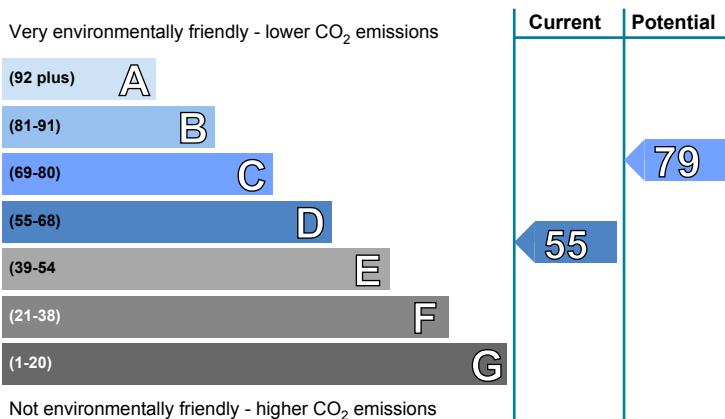 Current Potential
Very environmentally friendly - lower CO2 emissions
(92 plus) A
(81-91) B
(69-80) C
79
(55-68) D
55
(39-54 E
(21-38) F
(1-20) G
Not environmentally friendly - higher CO2 emissions